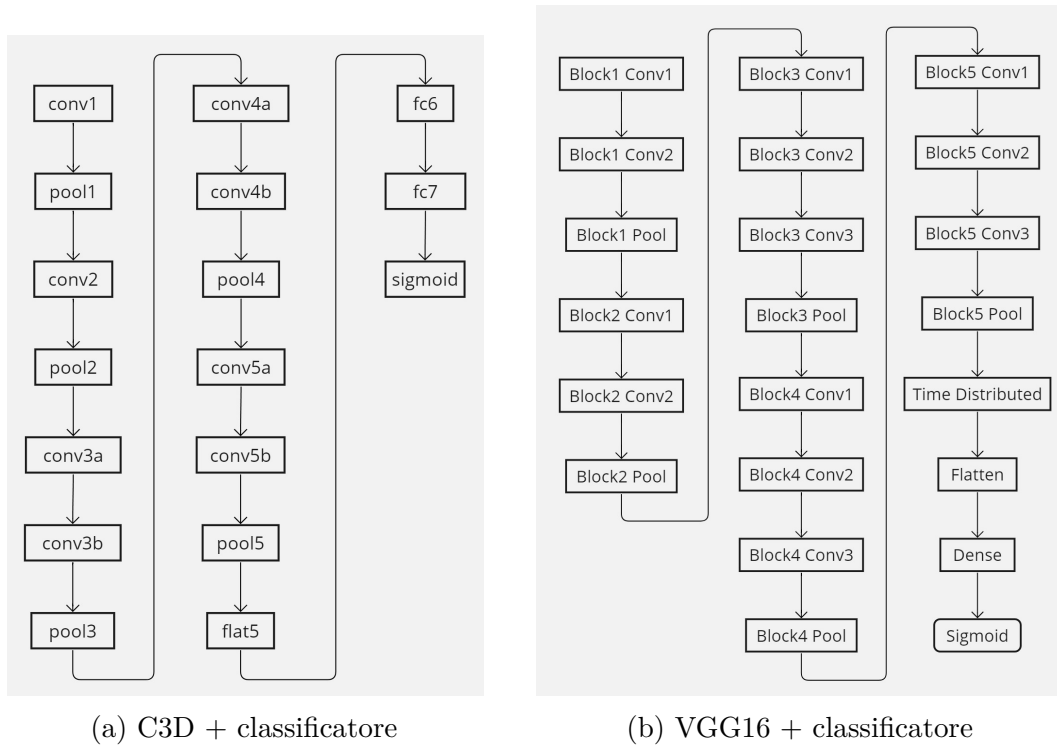 conv1
pool1
conv2
pool2
conv3a
conv3b
pool3
conv4a
conv4b
pool4
conv5a
conv5b
pool5
flat5
fc6
fc7
sigmoid
(a) C3D + classificatore
Block1 Conv1
Block1 Conv2
Block1 Pool
Block2 Conv1
Block2 Conv2
Block2 Pool
Block3 Conv1
Block3 Conv2
Block3 Conv3
Block3 Pool
Block4 Conv1
Block4 Conv2
Block4 Conv3
Block4 Pool
Block5 Conv1
Block5 Conv2
Block5 Conv3
Block5 Pool
Time Distributed
Flatten
Dense
Sigmoid
(b) VGG16 + classificatore